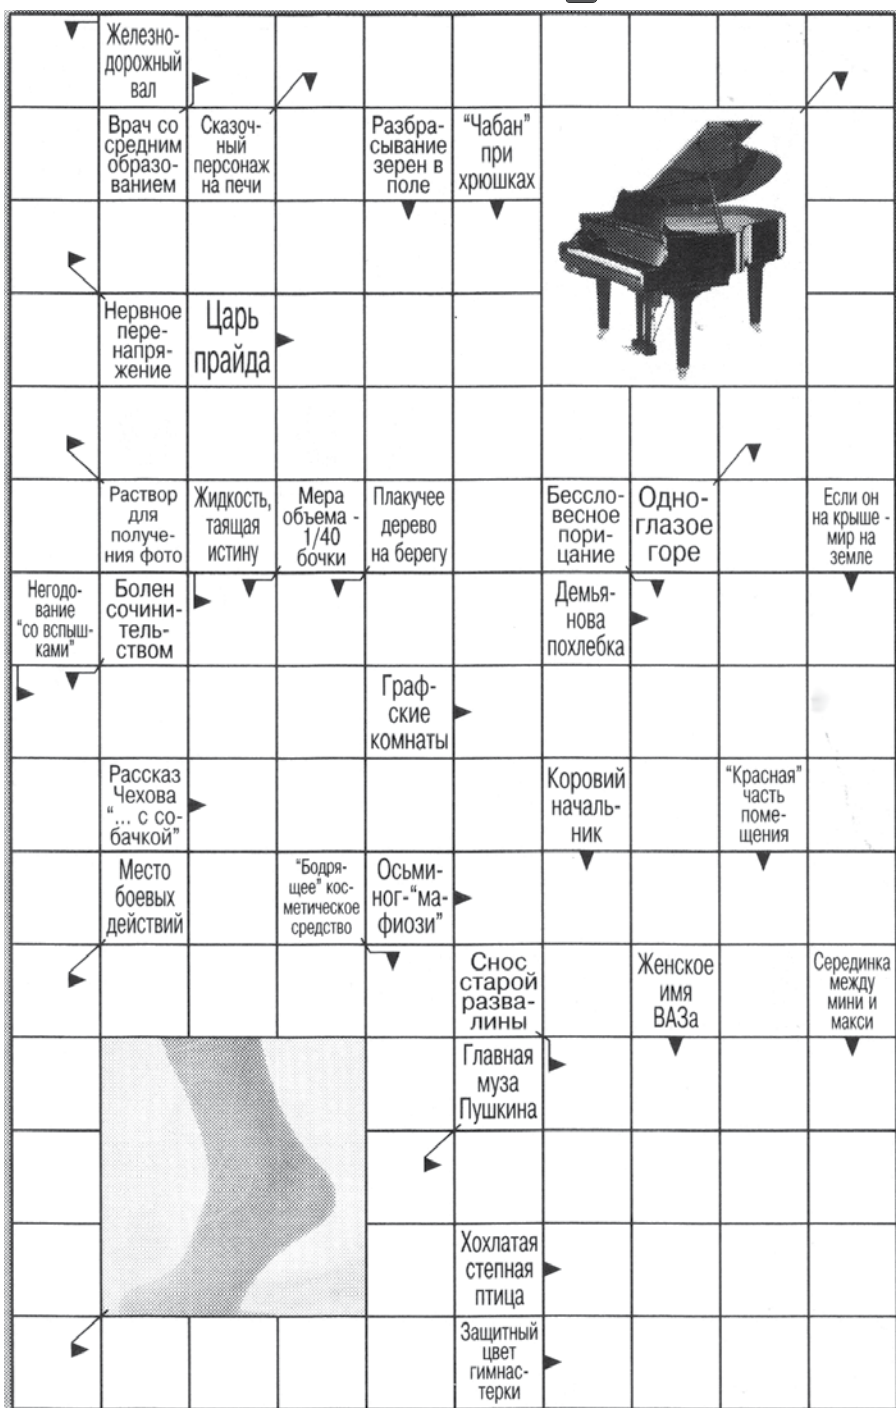 Железно-
дорожный
вал
Врач со
средним
образо-
ванием
Сказоч-
ный
персонаж
на печи
Разбра-
сывание
зерен в
поле
“Чабан”
при
хрюшках
Нервное
пере-
напря-
жение
Царь
прайда
Раствор
для
получе-
ния фото
Жидкость,
таящая
истину
Мера
объема -
1/40
бочки
Плакучее
дерево
на берегу
Бессло-
весное
пори-
цание
Одно-
глазое
горе
Если он
на крыше -
мир на
земле
Негодо-
вание
“со вспыш-
ками”
Болен
сочини-
тель-
ством
Демья-
нова
похлебка
Граф-
ские
комнаты
Рассказ
Чехова
“... с со-
бачкой”
Коровий
началь-
ник
“Красная”
часть
поме-
щения
Место
боевых
действий
“Бодря-
щее” кос-
метическое
средство
Осьми-
ног-“ма-
фиози”
Снос
старой
разва-
лины
Женское
имя
ВАЗа
Серединка
между
мини и
макси
Главная
муза
Пушкина
Хохлатая
степная
птица
Защитный
цвет
гимнас-
терки